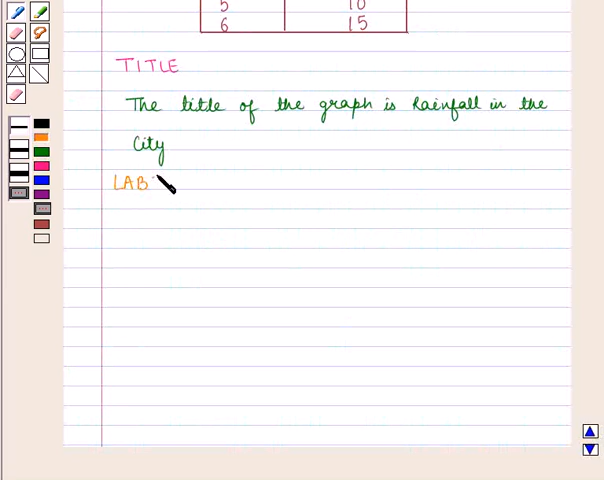 5 10
6 15
TITLE
The title of the graph is Rainfall in the
City
LAB